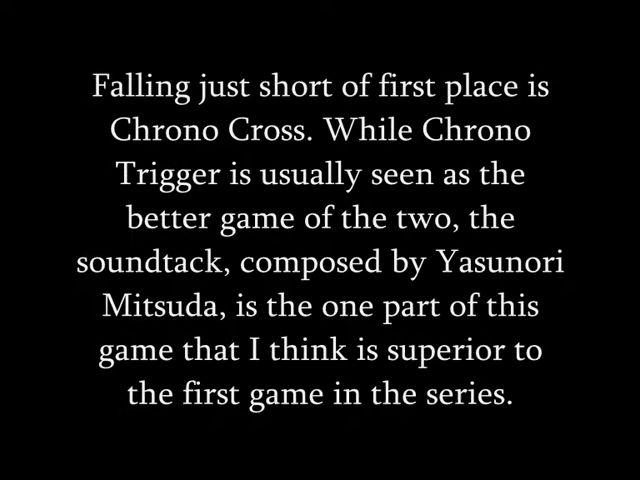 Falling just short of first place is
Chrono Cross. While Chrono
Trigger is usually seen as the
better game of the two, the
soundtack, composed by Yasunori
Mitsuda, is the one part of this
game that I think is superior to
the first game in the series.